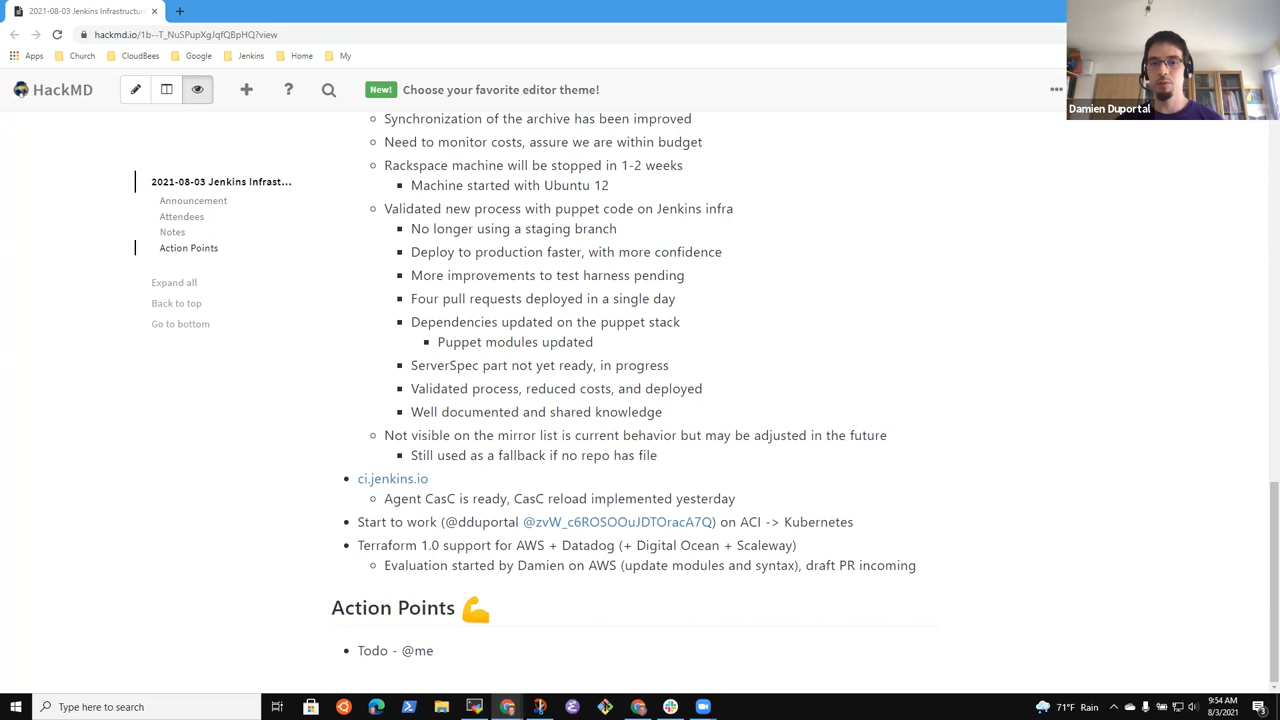 2021-08-03 Jenkins Infrastructur
hackmd.io/1b--T_NuSPupXgJqfQBpHQ?view
Apps
Church
CloudBees
Google
Jenkins
Home
My
HackMD
New!
Choose your favorite editor theme!
Damien Duportal
2021-08-03 Jenkins Infrast...
Announcement
Attendees
Notes
Action Points
Expand all
Back to top
Go to bottom
Synchronization of the archive has been improved
Need to monitor costs, assure we are within budget
Rackspace machine will be stopped in 1-2 weeks
Machine started with Ubuntu 12
Validated new process with puppet code on Jenkins infra
No longer using a staging branch
Deploy to production faster, with more confidence
More improvements to test harness pending
Four pull requests deployed in a single day
Dependencies updated on the puppet stack
Puppet modules updated
ServerSpec part not yet ready, in progress
Validated process, reduced costs, and deployed
Well documented and shared knowledge
Not visible on the mirror list is current behavior but may be adjusted in the future
Still used as a fallback if no repo has file
ci.jenkins.io
Agent CasC is ready, CasC reload implemented yesterday
Start to work (@dduportal @zvW_c6ROSOOuJDTOracA7Q) on ACI -> Kubernetes
Terraform 1.0 support for AWS + Datadog (+ Digital Ocean + Scaleway)
Evaluation started by Damien on AWS (update modules and syntax), draft PR incoming
Action Points 💪
Todo - @me
Type here to search
71°F Rain
9:54 AM
8/3/2021